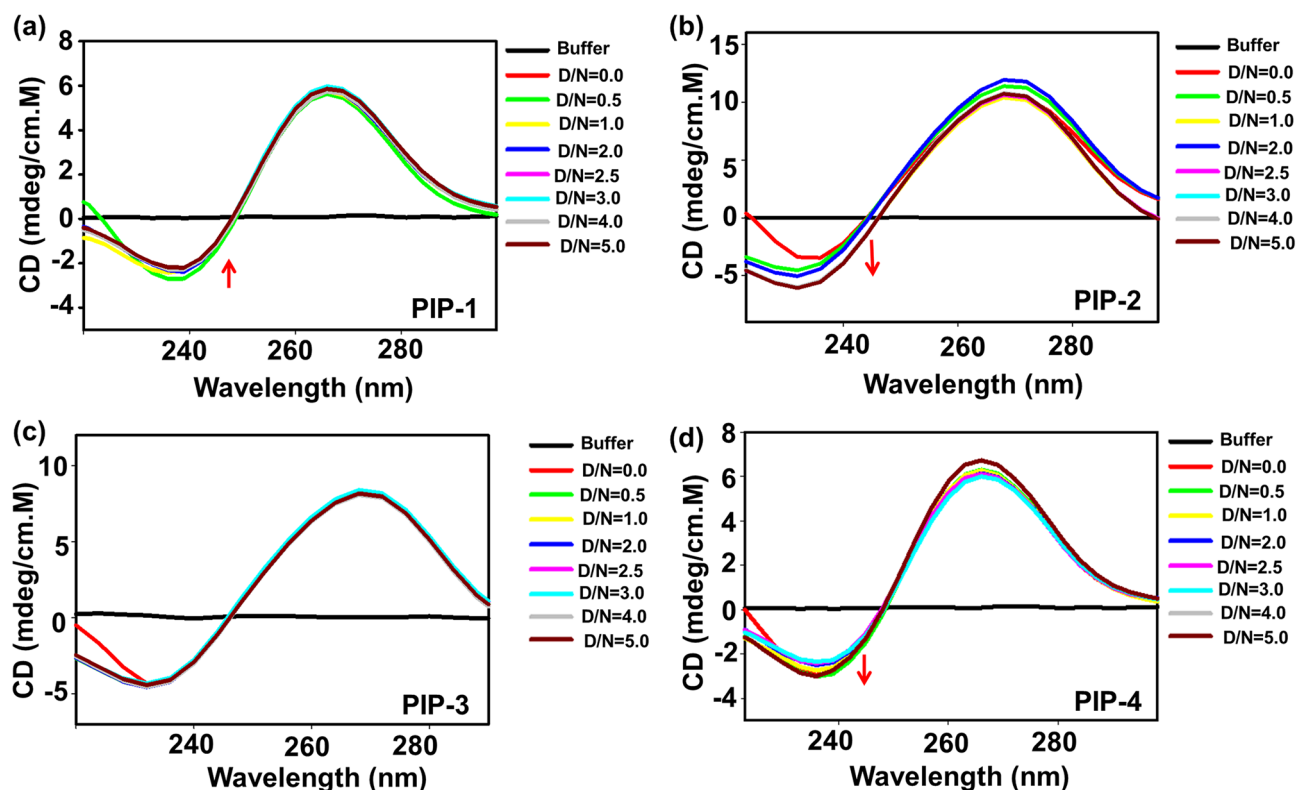 (a)
8
6
4
2
0
-2
-4
CD (mdeg/cm.M)
240
260
280
Wavelength (nm)
PIP-1
Buffer
D/N=0.0
D/N=0.5
D/N=1.0
D/N=2.0
D/N=2.5
D/N=3.0
D/N=4.0
D/N=5.0
(b)
15
10
5
0
-5
CD (mdeg/cm.M)
240
260
280
Wavelength (nm)
PIP-2
Buffer
D/N=0.0
D/N=0.5
D/N=1.0
D/N=2.0
D/N=2.5
D/N=3.0
D/N=4.0
D/N=5.0
(c)
10
5
0
-5
CD (mdeg/cm.M)
240
260
280
Wavelength (nm)
PIP-3
Buffer
D/N=0.0
D/N=0.5
D/N=1.0
D/N=2.0
D/N=2.5
D/N=3.0
D/N=4.0
D/N=5.0
(d)
8
6
4
2
0
-2
-4
CD (mdeg/cm.M)
240
260
280
Wavelength (nm)
PIP-4
Buffer
D/N=0.0
D/N=0.5
D/N=1.0
D/N=2.0
D/N=2.5
D/N=3.0
D/N=4.0
D/N=5.0